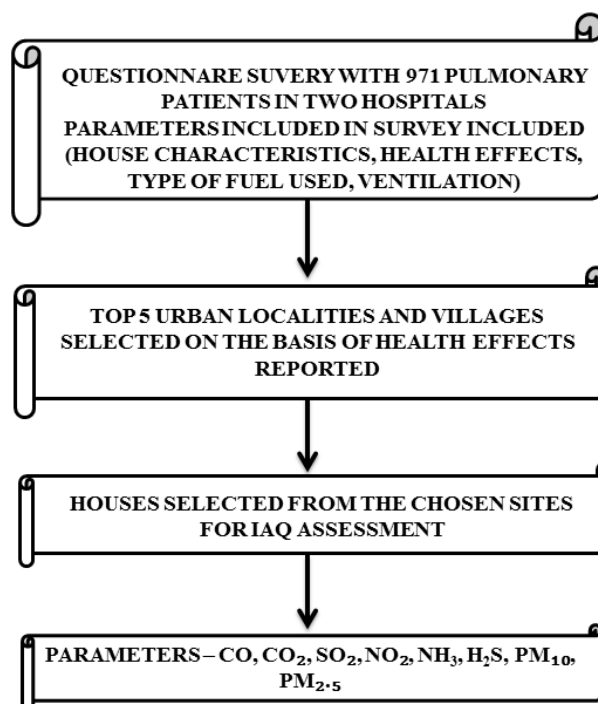 QUESTIONNARE SUVERY WITH 971 PULMONARY
PATIENTS IN TWO HOSPITALS
PARAMETERS INCLUDED IN SURVEY INCLUDED
(HOUSE CHARACTERISTICS, HEALTH EFFECTS,
TYPE OF FUEL USED, VENTILATION)
TOP 5 URBAN LOCALITIES AND VILLAGES
SELECTED ON THE BASIS OF HEALTH EFFECTS
REPORTED
HOUSES SELECTED FROM THE CHOSEN SITES
FOR IAQ ASSESSMENT
PARAMETERS – CO, CO₂, SO₂, NO₂, NH₃, H₂S, PM₁₀,
PM₂.₅